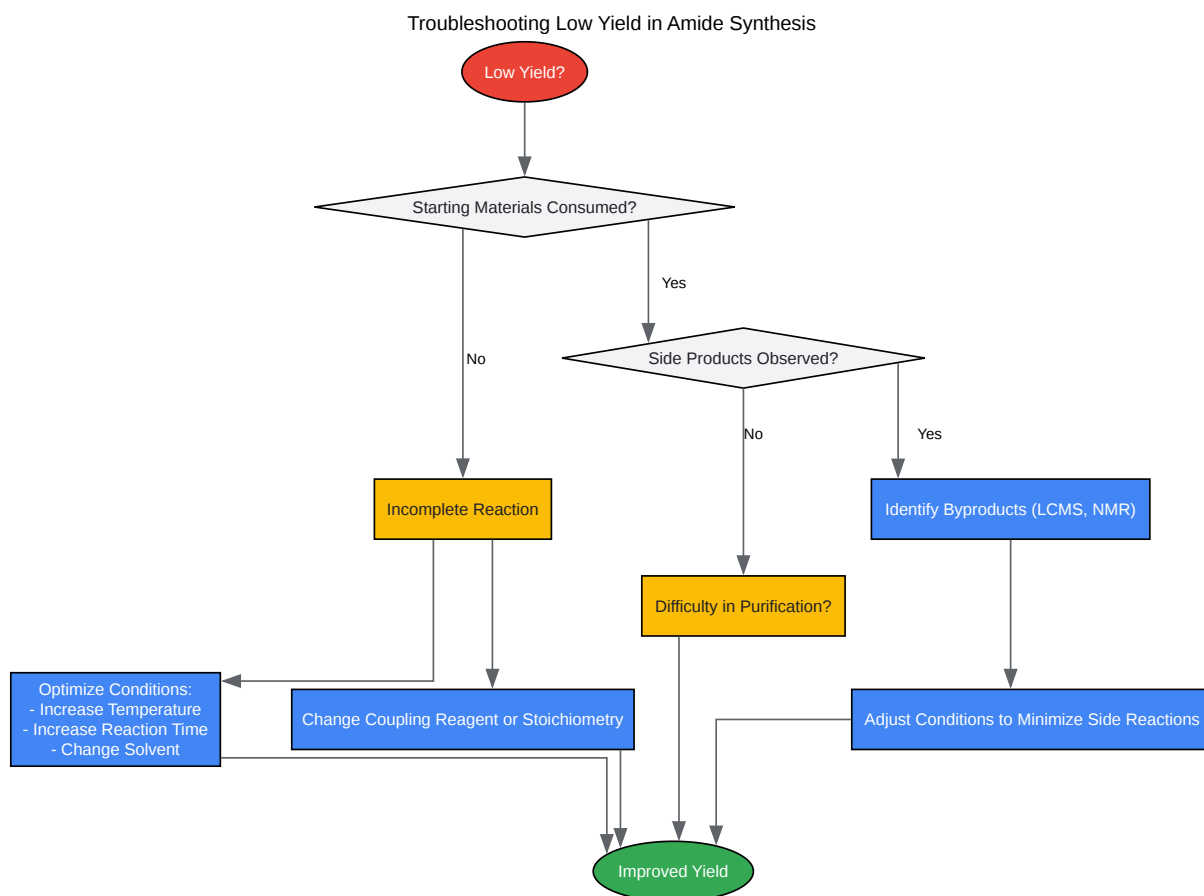 Troubleshooting Low Yield in Amide Synthesis
Low Yield?
Starting Materials Consumed?
Yes
No
Side Products Observed?
No
Yes
Incomplete Reaction
Identify Byproducts (LCMS, NMR)
Difficulty in Purification?
Optimize Conditions:
- Increase Temperature
- Increase Reaction Time
- Change Solvent
Change Coupling Reagent or Stoichiometry
Adjust Conditions to Minimize Side Reactions
Improved Yield